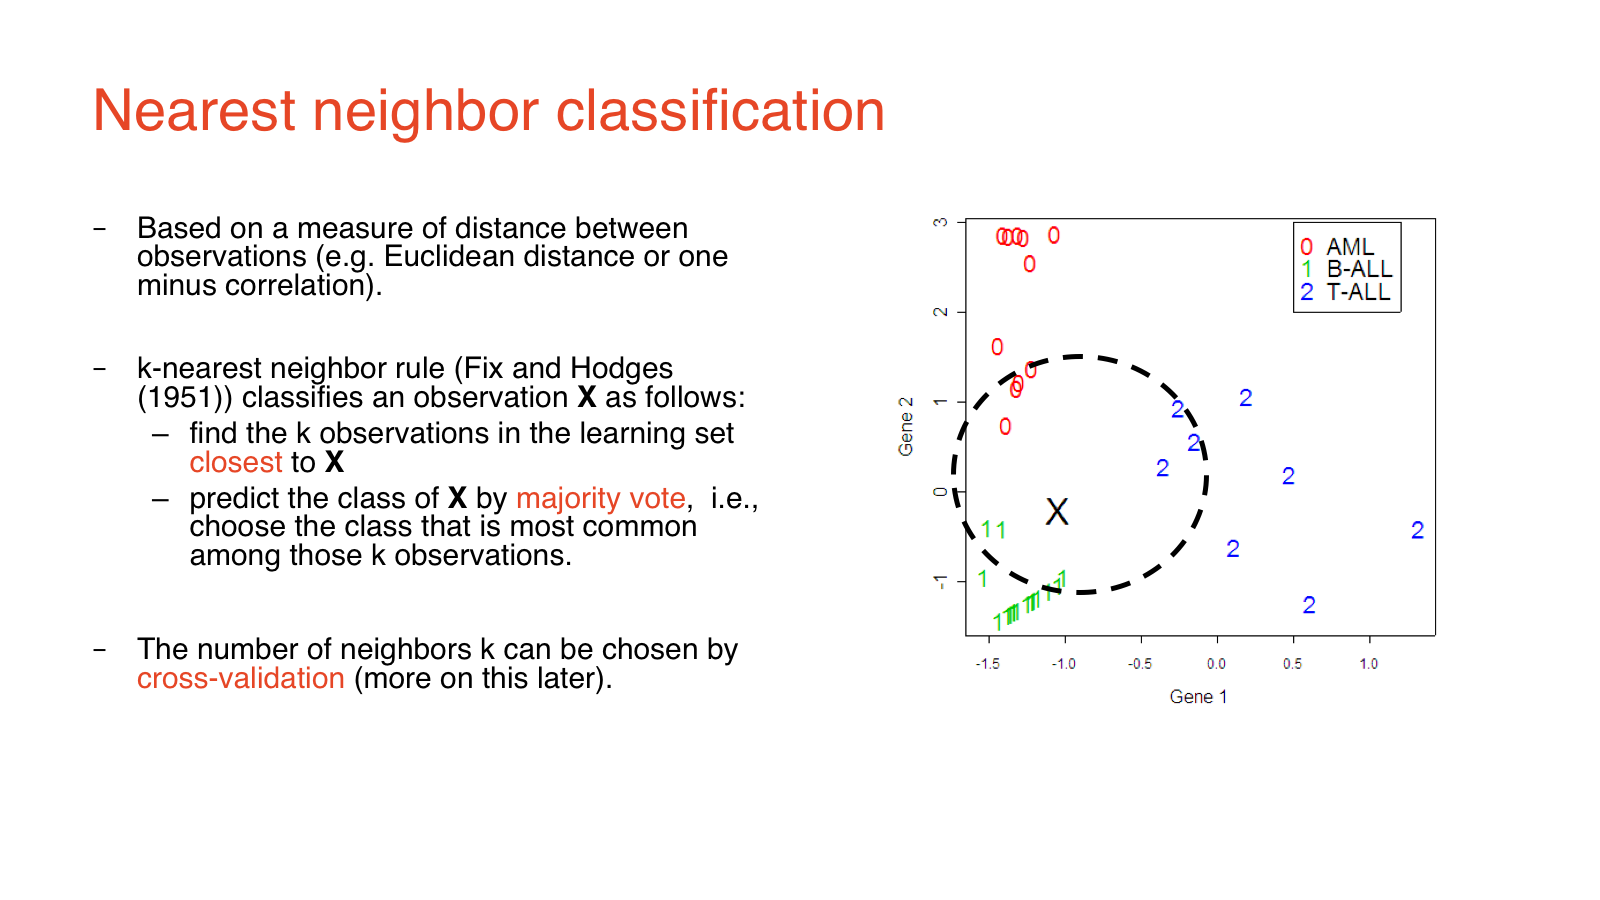 Nearest neighbor classification
– Based on a measure of distance between
observations (e.g. Euclidean distance or one
minus correlation).
– k-nearest neighbor rule (Fix and Hodges
(1951)) classifies an observation X as follows:
– find the k observations in the learning set
closest to X
– predict the class of X by majority vote, i.e.,
choose the class that is most common
among those k observations.
– The number of neighbors k can be chosen by
cross-validation (more on this later).
0 AML
1 B-ALL
2 T-ALL
3
2
1
0
-1
Gene 2
X
-1.5 -1.0 -0.5 0.0 0.5 1.0
Gene 1